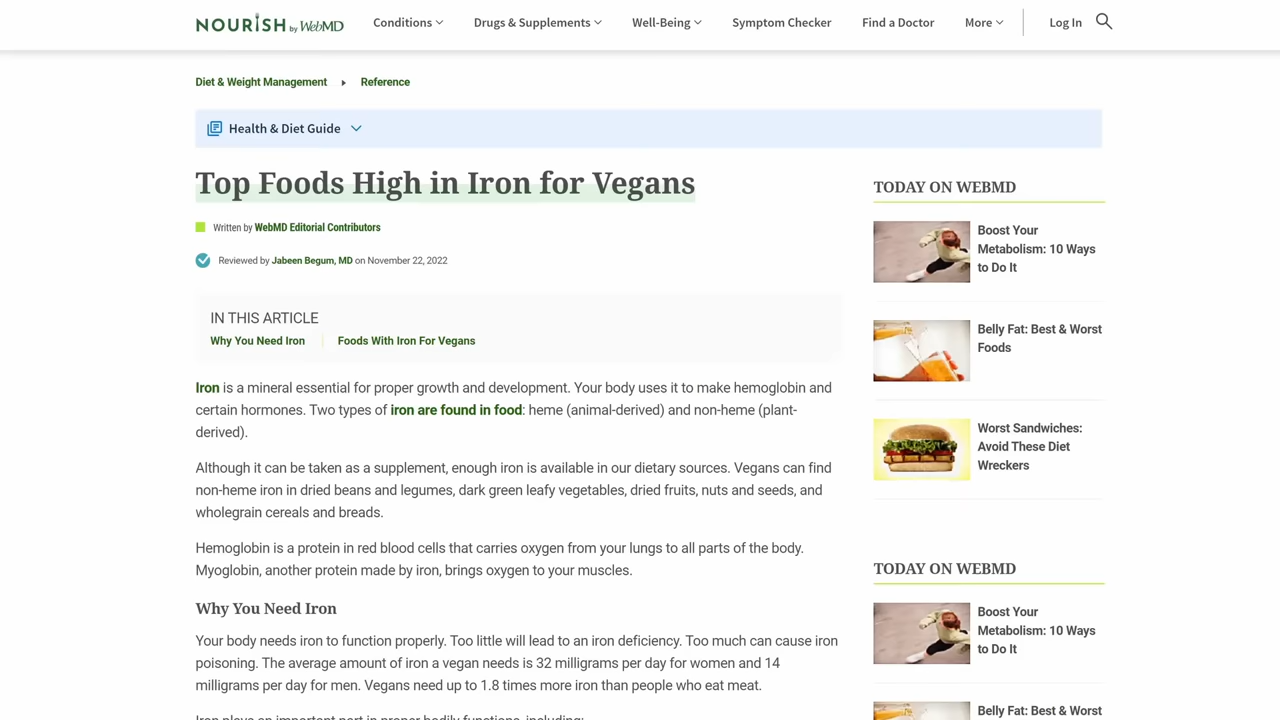 NOURISH by WebMD
Conditions
Drugs & Supplements
Well-Being
Symptom Checker
Find a Doctor
More
Log In
Diet & Weight Management
Reference
Health & Diet Guide
Top Foods High in Iron for Vegans
Written by WebMD Editorial Contributors
Reviewed by Jabeen Begum, MD on November 22, 2022
IN THIS ARTICLE
Why You Need Iron
Foods With Iron For Vegans
Iron is a mineral essential for proper growth and development. Your body uses it to make hemoglobin and
certain hormones. Two types of iron are found in food: heme (animal-derived) and non-heme (plant-
derived).
Although it can be taken as a supplement, enough iron is available in our dietary sources. Vegans can find
non-heme iron in dried beans and legumes, dark green leafy vegetables, dried fruits, nuts and seeds, and
wholegrain cereals and breads.
Hemoglobin is a protein in red blood cells that carries oxygen from your lungs to all parts of the body.
Myoglobin, another protein made by iron, brings oxygen to your muscles.
Why You Need Iron
Your body needs iron to function properly. Too little will lead to an iron deficiency. Too much can cause iron
poisoning. The average amount of iron a vegan needs is 32 milligrams per day for women and 14
milligrams per day for men. Vegans need up to 1.8 times more iron than people who eat meat.
Iron plays an important part in proper bodily functions, including:
TODAY ON WEBMD
Boost Your
Metabolism: 10 Ways
to Do It
Belly Fat: Best & Worst
Foods
Worst Sandwiches:
Avoid These Diet
Wreckers
TODAY ON WEBMD
Boost Your
Metabolism: 10 Ways
to Do It
Belly Fat: Best & Worst